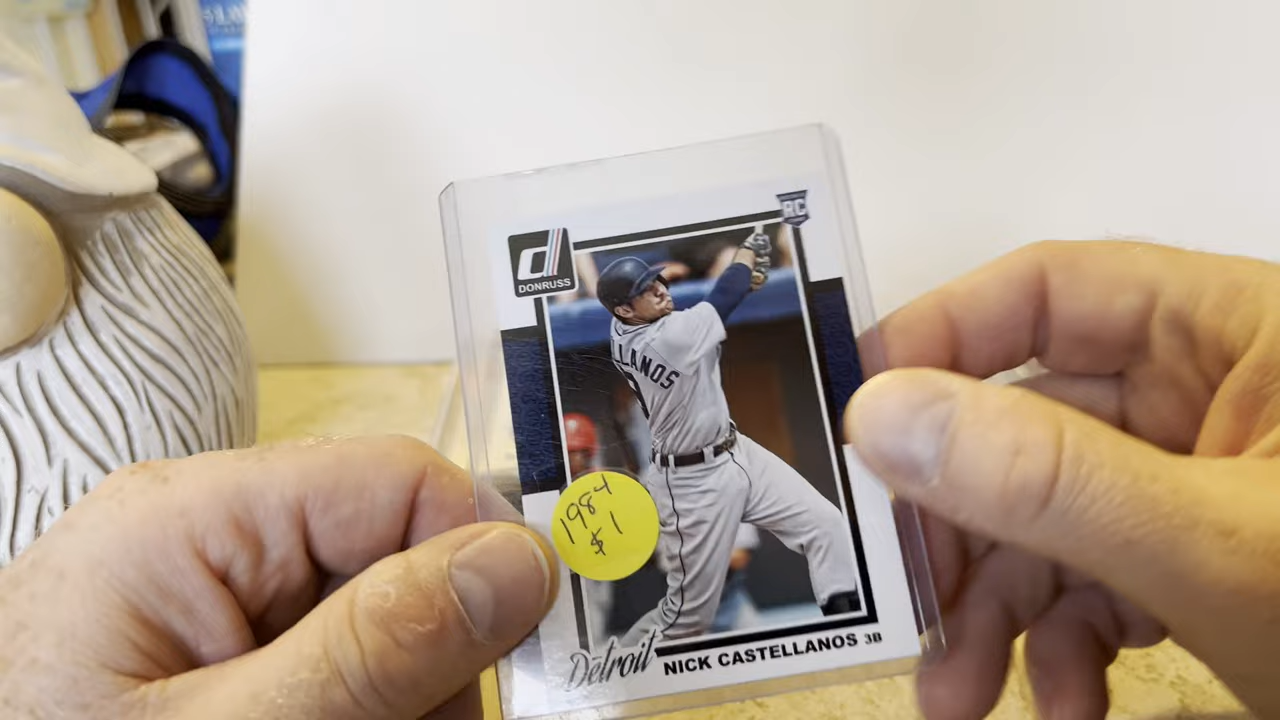 RC
DONRUSS
LLANOS
1984
$1
Detroit
NICK CASTELLANOS 3B